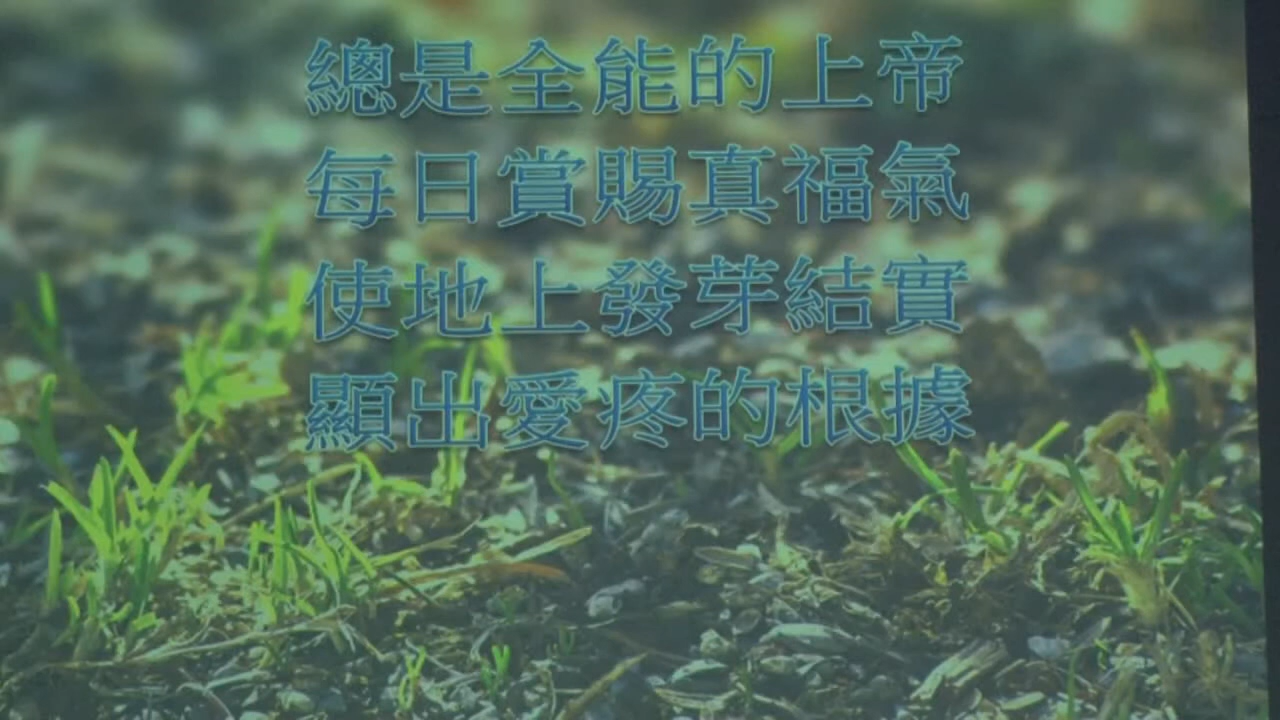 總是全能的上帝
每日賞賜真福氣
使地上發芽結實
顯出愛疼的根據